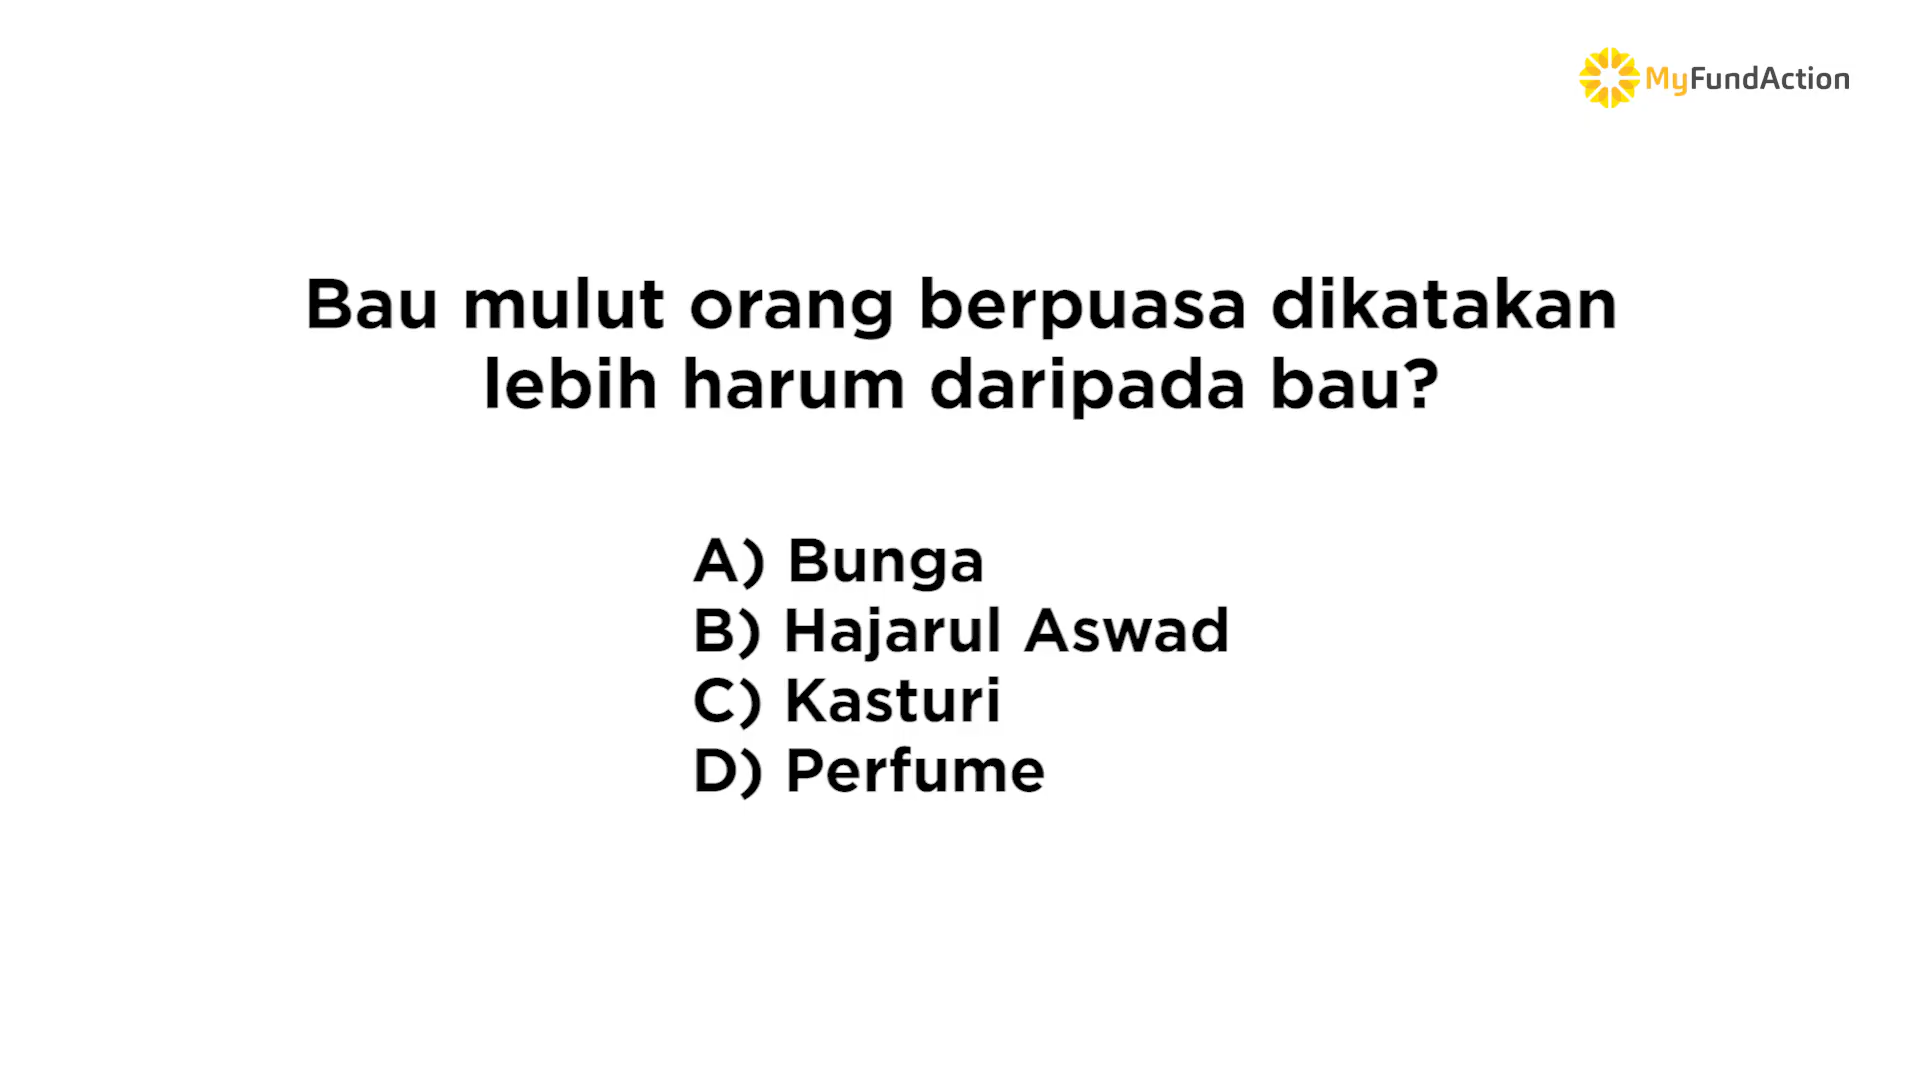 MyFundAction
Bau mulut orang berpuasa dikatakan
lebih harum daripada bau?
A) Bunga
B) Hajarul Aswad
C) Kasturi
D) Perfume